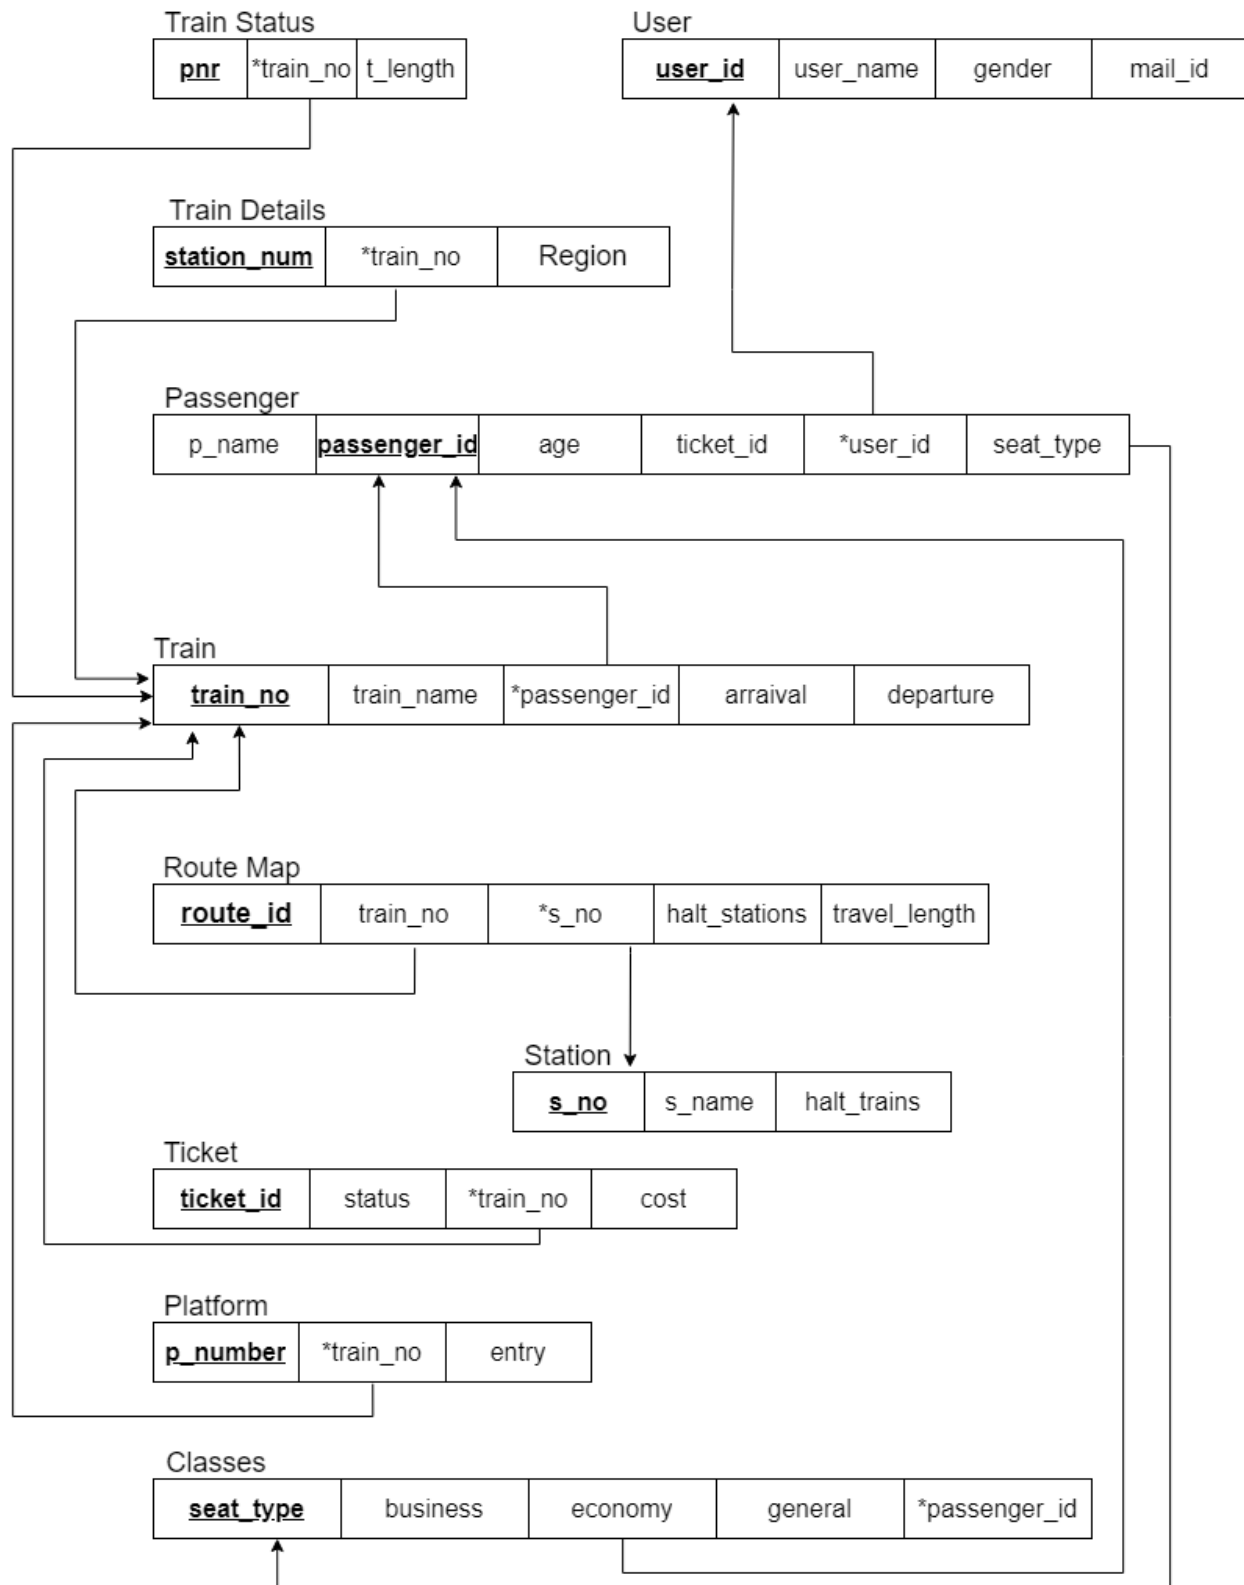 Train Status
pnr *train_no t_length
User
user_id user_name gender mail_id
Train Details
station_num *train_no Region
Passenger
p_name passenger_id age ticket_id *user_id seat_type
Train
train_no train_name *passenger_id arraival departure
Route Map
route_id train_no *s_no halt_stations travel_length
Station
s_no s_name halt_trains
Ticket
ticket_id status *train_no cost
Platform
p_number *train_no entry
Classes
seat_type business economy general *passenger_id